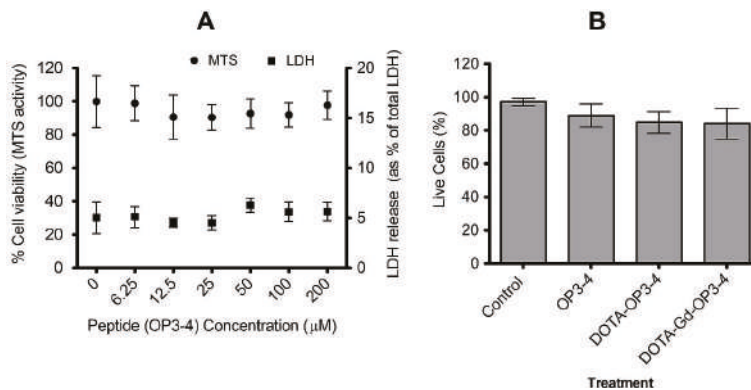 A
MTS LDH
% Cell viability (MTS activity)
120
100
80
60
40
20
0
20
15
10
5
0
LDH release (as % of total LDH)
0 6.25 12.5 25 50 100 200
Peptide (OP3-4) Concentration (μM)
B
Live Cells (%)
120
100
80
60
40
20
0
Control OP3-4 DOTA-OP3-4 DOTA-Gd-OP3-4
Treatment